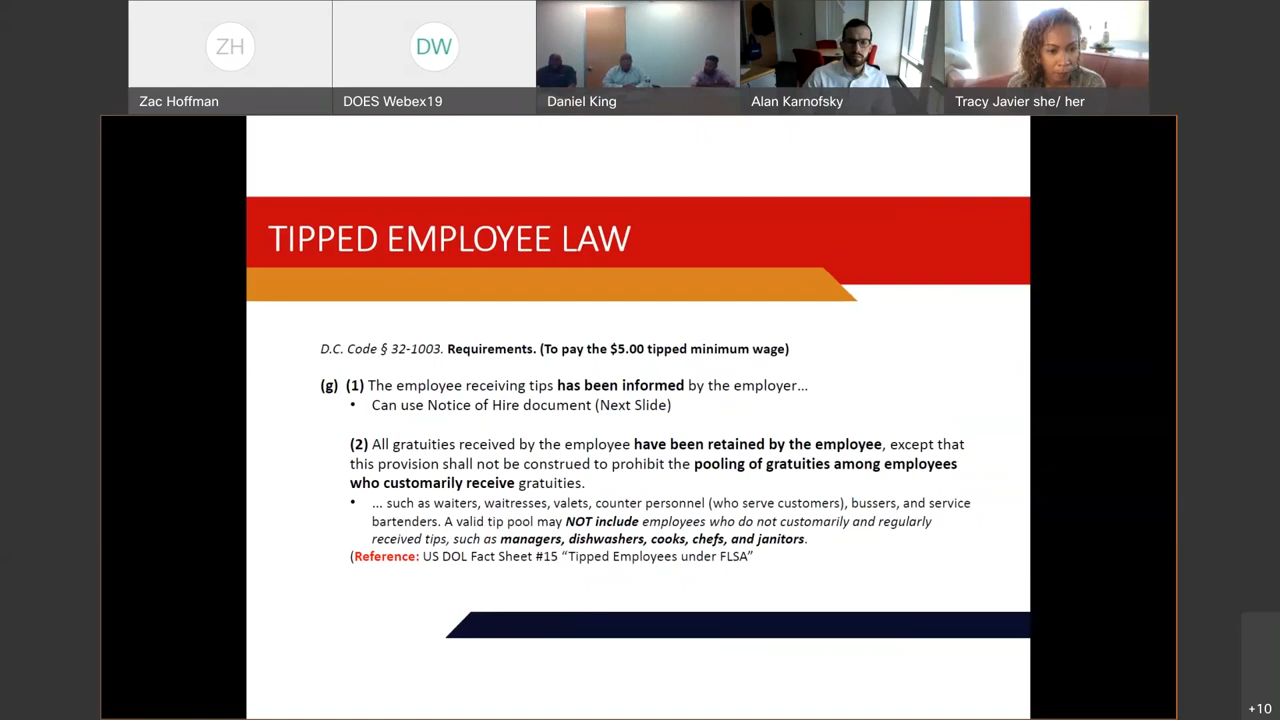 ZH
DW
Zac Hoffman
DOES Webex19
Daniel King
Alan Karnofsky
Tracy Javier she/ her
TIPPED EMPLOYEE LAW
D.C. Code § 32-1003. Requirements. (To pay the $5.00 tipped minimum wage)
(g) (1) The employee receiving tips has been informed by the employer...
• Can use Notice of Hire document (Next Slide)
(2) All gratuities received by the employee have been retained by the employee, except that
this provision shall not be construed to prohibit the pooling of gratuities among employees
who customarily receive gratuities.
• ... such as waiters, waitresses, valets, counter personnel (who serve customers), bussers, and service
bartenders. A valid tip pool may NOT include employees who do not customarily and regularly
received tips, such as managers, dishwashers, cooks, chefs, and janitors.
(Reference: US DOL Fact Sheet #15 “Tipped Employees under FLSA”
+10